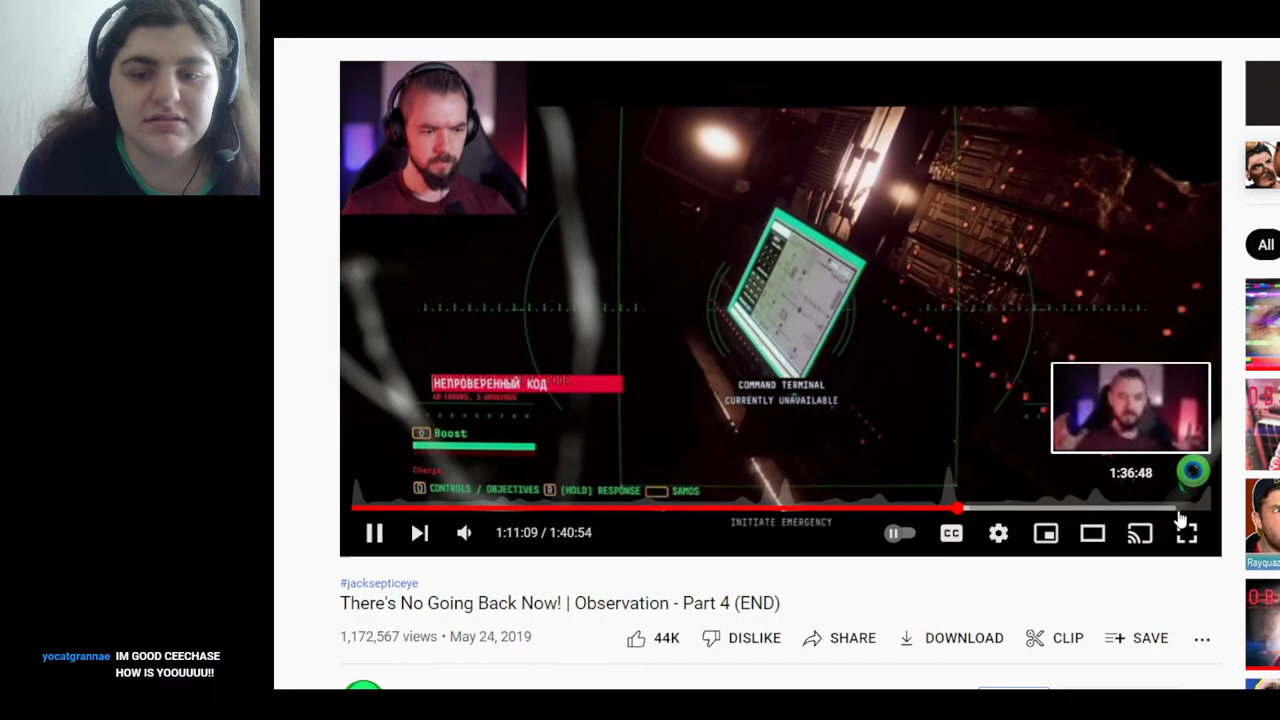 НЕПРОВЕРЕННЫЙ КОД
COMMAND TERMINAL
CURRENTLY UNAVAILABLE
Boost
Charge
CONTROLS / OBJECTIVES R [HOLD] RESPONSE SAMOS
INITIATE EMERGENCY
1:36:48
1:11:09 / 1:40:54
CC
#jacksepticeye
There's No Going Back Now! | Observation - Part 4 (END)
1,172,567 views • May 24, 2019
44K
DISLIKE
SHARE
DOWNLOAD
CLIP
SAVE
All
yocatgrannae IM GOOD CEECHASE
HOW IS YOOUUUU!!